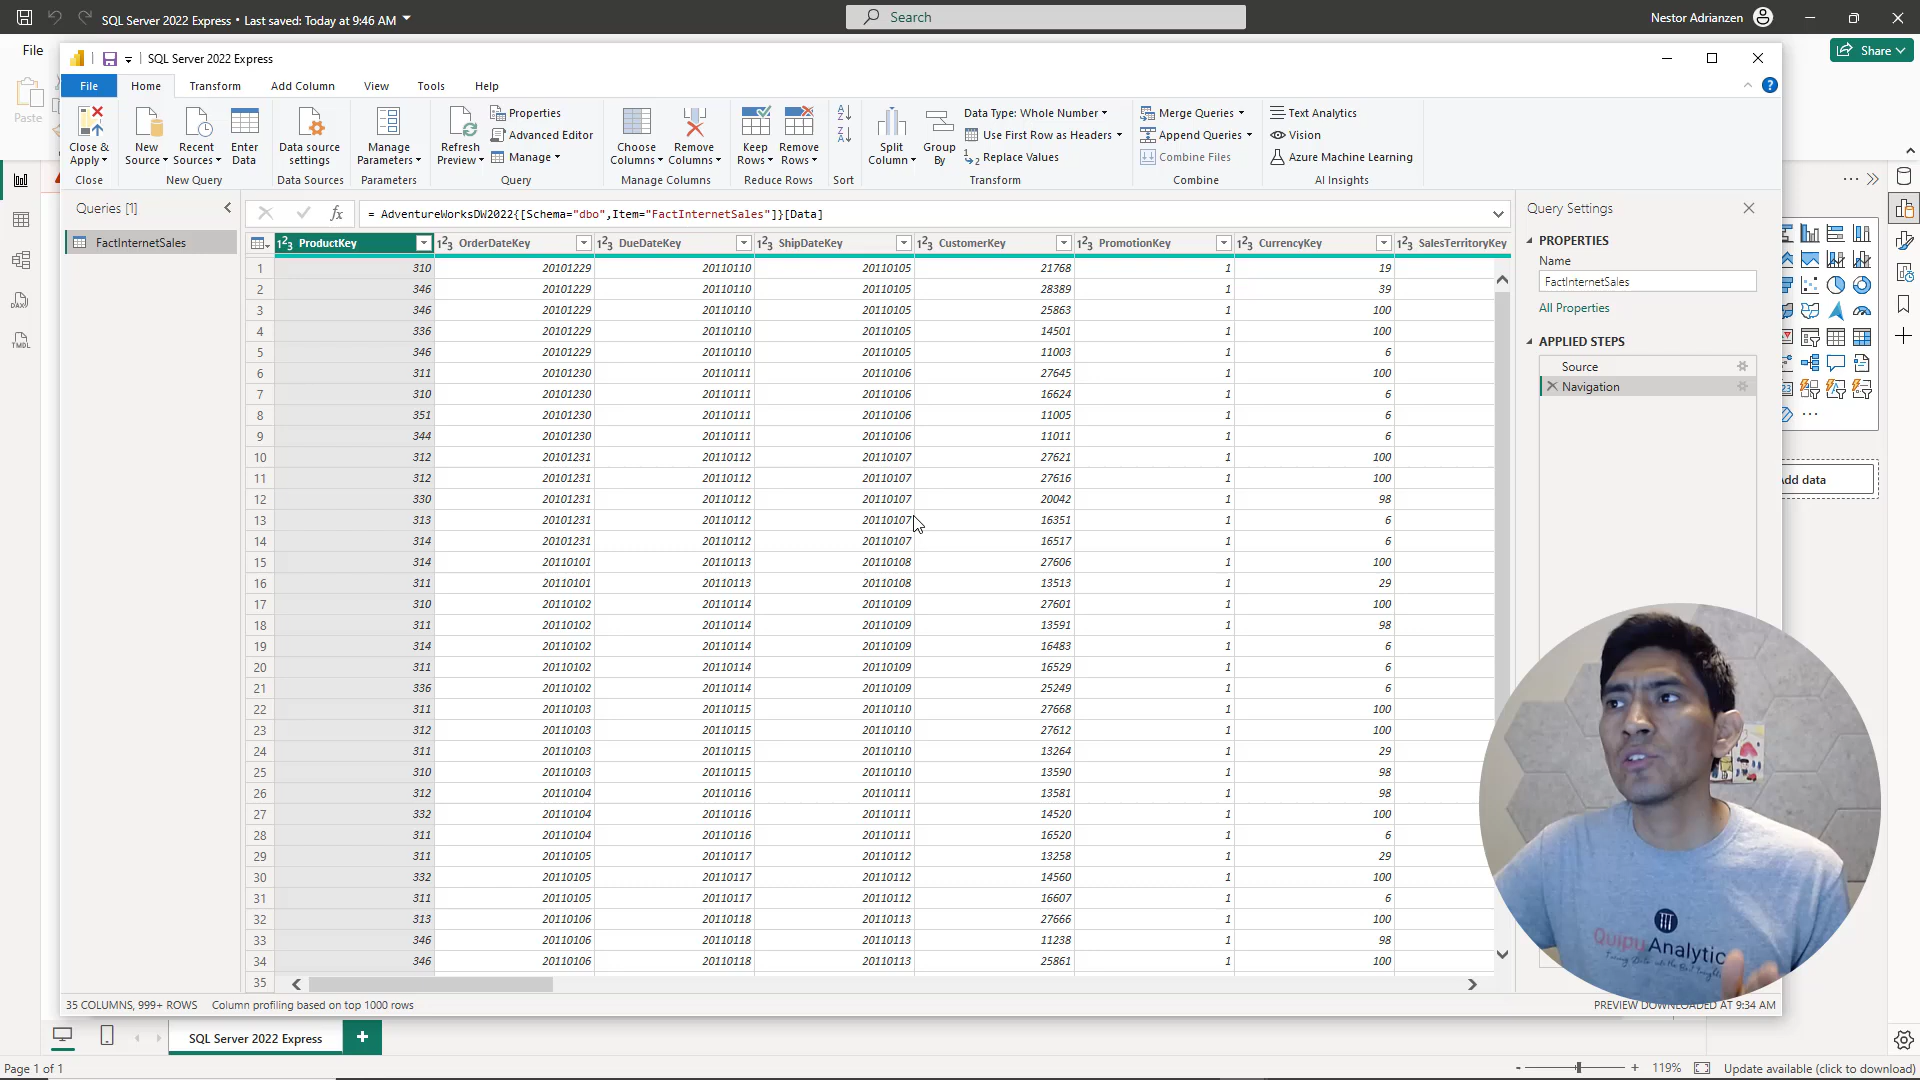 SQL Server 2022 Express • Last saved: Today at 9:46 AM
Search
Nestor Adrianzen
File
Share
SQL Server 2022 Express
File Home Transform Add Column View Tools Help
Paste
Close & Apply
New Source
Recent Sources
Enter Data
Data source settings
Manage Parameters
Refresh Preview
Properties
Advanced Editor
Manage
Choose Columns
Remove Columns
Keep Rows
Remove Rows
Split Column
Group By
Data Type: Whole Number
Use First Row as Headers
Replace Values
Merge Queries
Append Queries
Combine Files
Text Analytics
Vision
Azure Machine Learning
Close New Query Data Sources Parameters Query Manage Columns Reduce Rows Sort Transform Combine AI Insights
Queries [1]
FactInternetSales
= AdventureWorksDW2022{[Schema="dbo",Item="FactInternetSales"]}[Data]
ProductKey OrderDateKey DueDateKey ShipDateKey CustomerKey PromotionKey CurrencyKey SalesTerritoryKey
1 310 20101229 20110110 20110105 21768 1 19
2 346 20101229 20110110 20110105 28389 1 39
3 346 20101229 20110110 20110105 25863 1 100
4 336 20101229 20110110 20110105 14501 1 100
5 346 20101229 20110110 20110105 11003 1 6
6 311 20101230 20110111 20110106 27645 1 100
7 310 20101230 20110111 20110106 16624 1 6
8 351 20101230 20110111 20110106 11005 1 6
9 344 20101230 20110111 20110106 11011 1 6
10 312 20101231 20110112 20110107 27621 1 100
11 312 20101231 20110112 20110107 27616 1 100
12 330 20101231 20110112 20110107 20042 1 98
13 313 20101231 20110112 20110107 16351 1 6
14 314 20101231 20110112 20110107 16517 1 6
15 314 20110101 20110113 20110108 27606 1 100
16 311 20110101 20110113 20110108 13513 1 29
17 310 20110102 20110114 20110109 27601 1 100
18 311 20110102 20110114 20110109 13591 1 98
19 314 20110102 20110114 20110109 16483 1 6
20 311 20110102 20110114 20110109 16529 1 6
21 336 20110102 20110114 20110109 25249 1 6
22 311 20110103 20110115 20110110 27668 1 100
23 312 20110103 20110115 20110110 27612 1 100
24 311 20110103 20110115 20110110 13264 1 29
25 310 20110103 20110115 20110110 13590 1 98
26 312 20110104 20110116 20110111 13581 1 98
27 332 20110104 20110116 20110111 14520 1 100
28 311 20110104 20110116 20110111 16520 1 6
29 311 20110105 20110117 20110112 13258 1 29
30 332 20110105 20110117 20110112 14560 1 100
31 311 20110105 20110117 20110112 16607 1 6
32 313 20110106 20110118 20110113 27666 1 100
33 346 20110106 20110118 20110113 11238 1 98
34 346 20110106 20110118 20110113 25861 1 100
35
Query Settings
PROPERTIES
Name
FactInternetSales
All Properties
APPLIED STEPS
Source
Navigation
Add data
DAX
TMDL
Quipu Analytic
35 COLUMNS, 999+ ROWS Column profiling based on top 1000 rows
PREVIEW DOWNLOADED AT 9:34 AM
SQL Server 2022 Express
Page 1 of 1
119%
Update available (click to download)